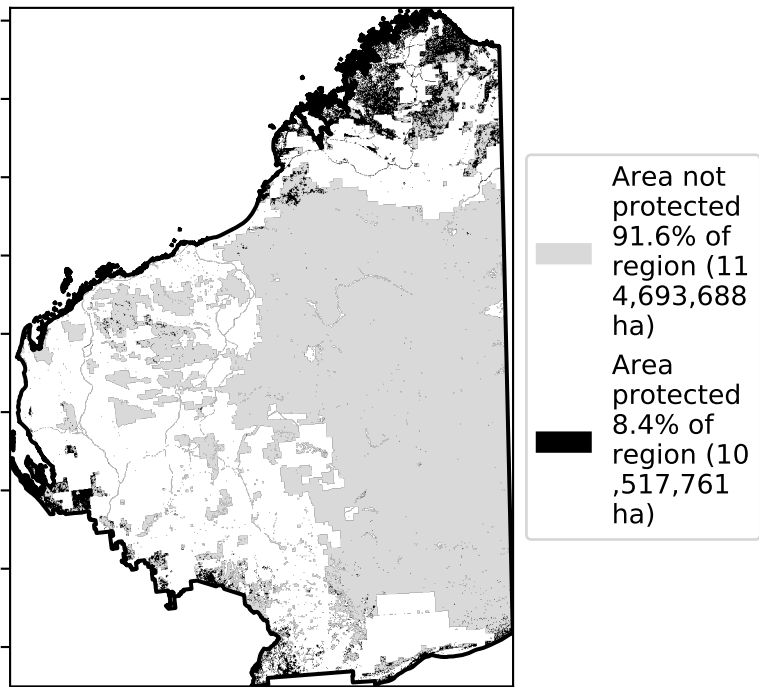 Area not
protected
91.6% of
region (11
4,693,688
ha)
Area
protected
8.4% of
region (10
,517,761
ha)